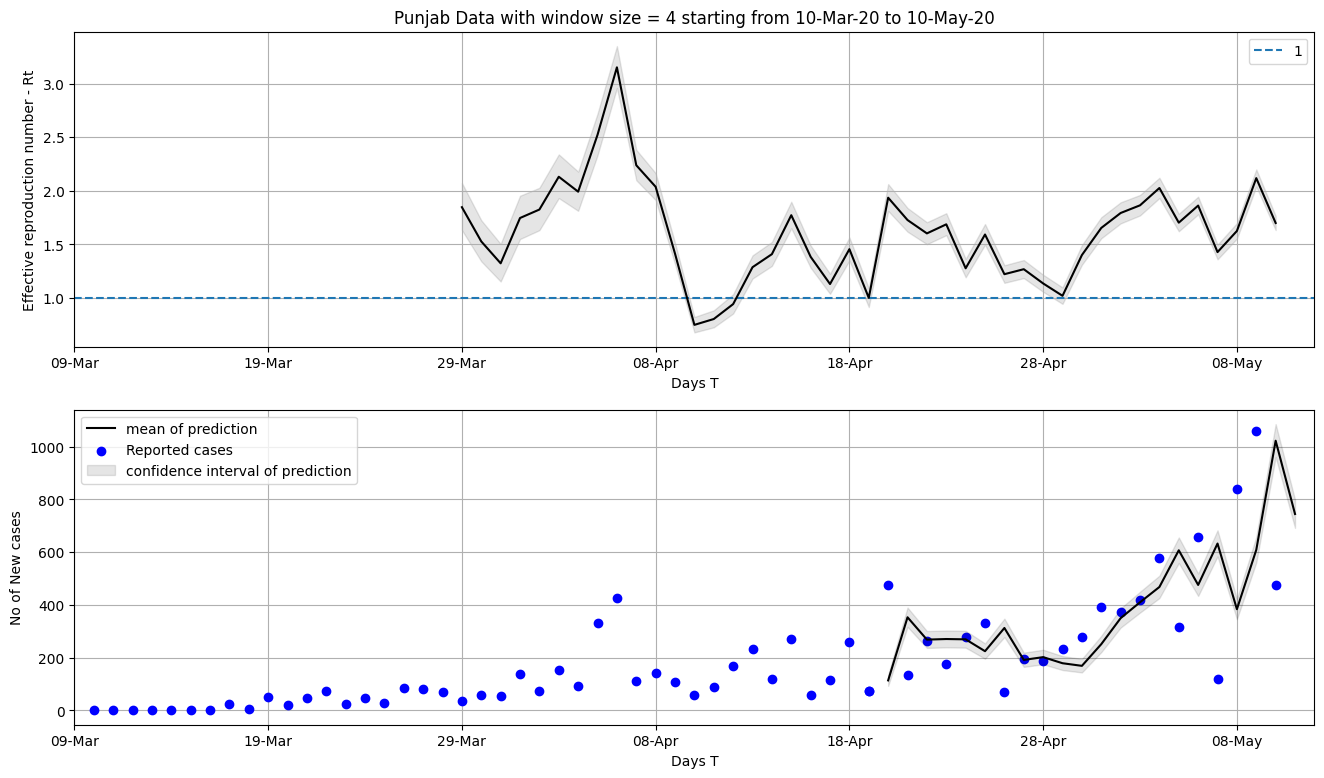 Punjab Data with window size = 4 starting from 10-Mar-20 to 10-May-20
1
Effective reproduction number - Rt
3.0
2.5
2.0
1.5
1.0
09-Mar 19-Mar 29-Mar 08-Apr 18-Apr 28-Apr 08-May
Days T
mean of prediction
Reported cases
confidence interval of prediction
No of New cases
1000
800
600
400
200
0
09-Mar 19-Mar 29-Mar 08-Apr 18-Apr 28-Apr 08-May
Days T